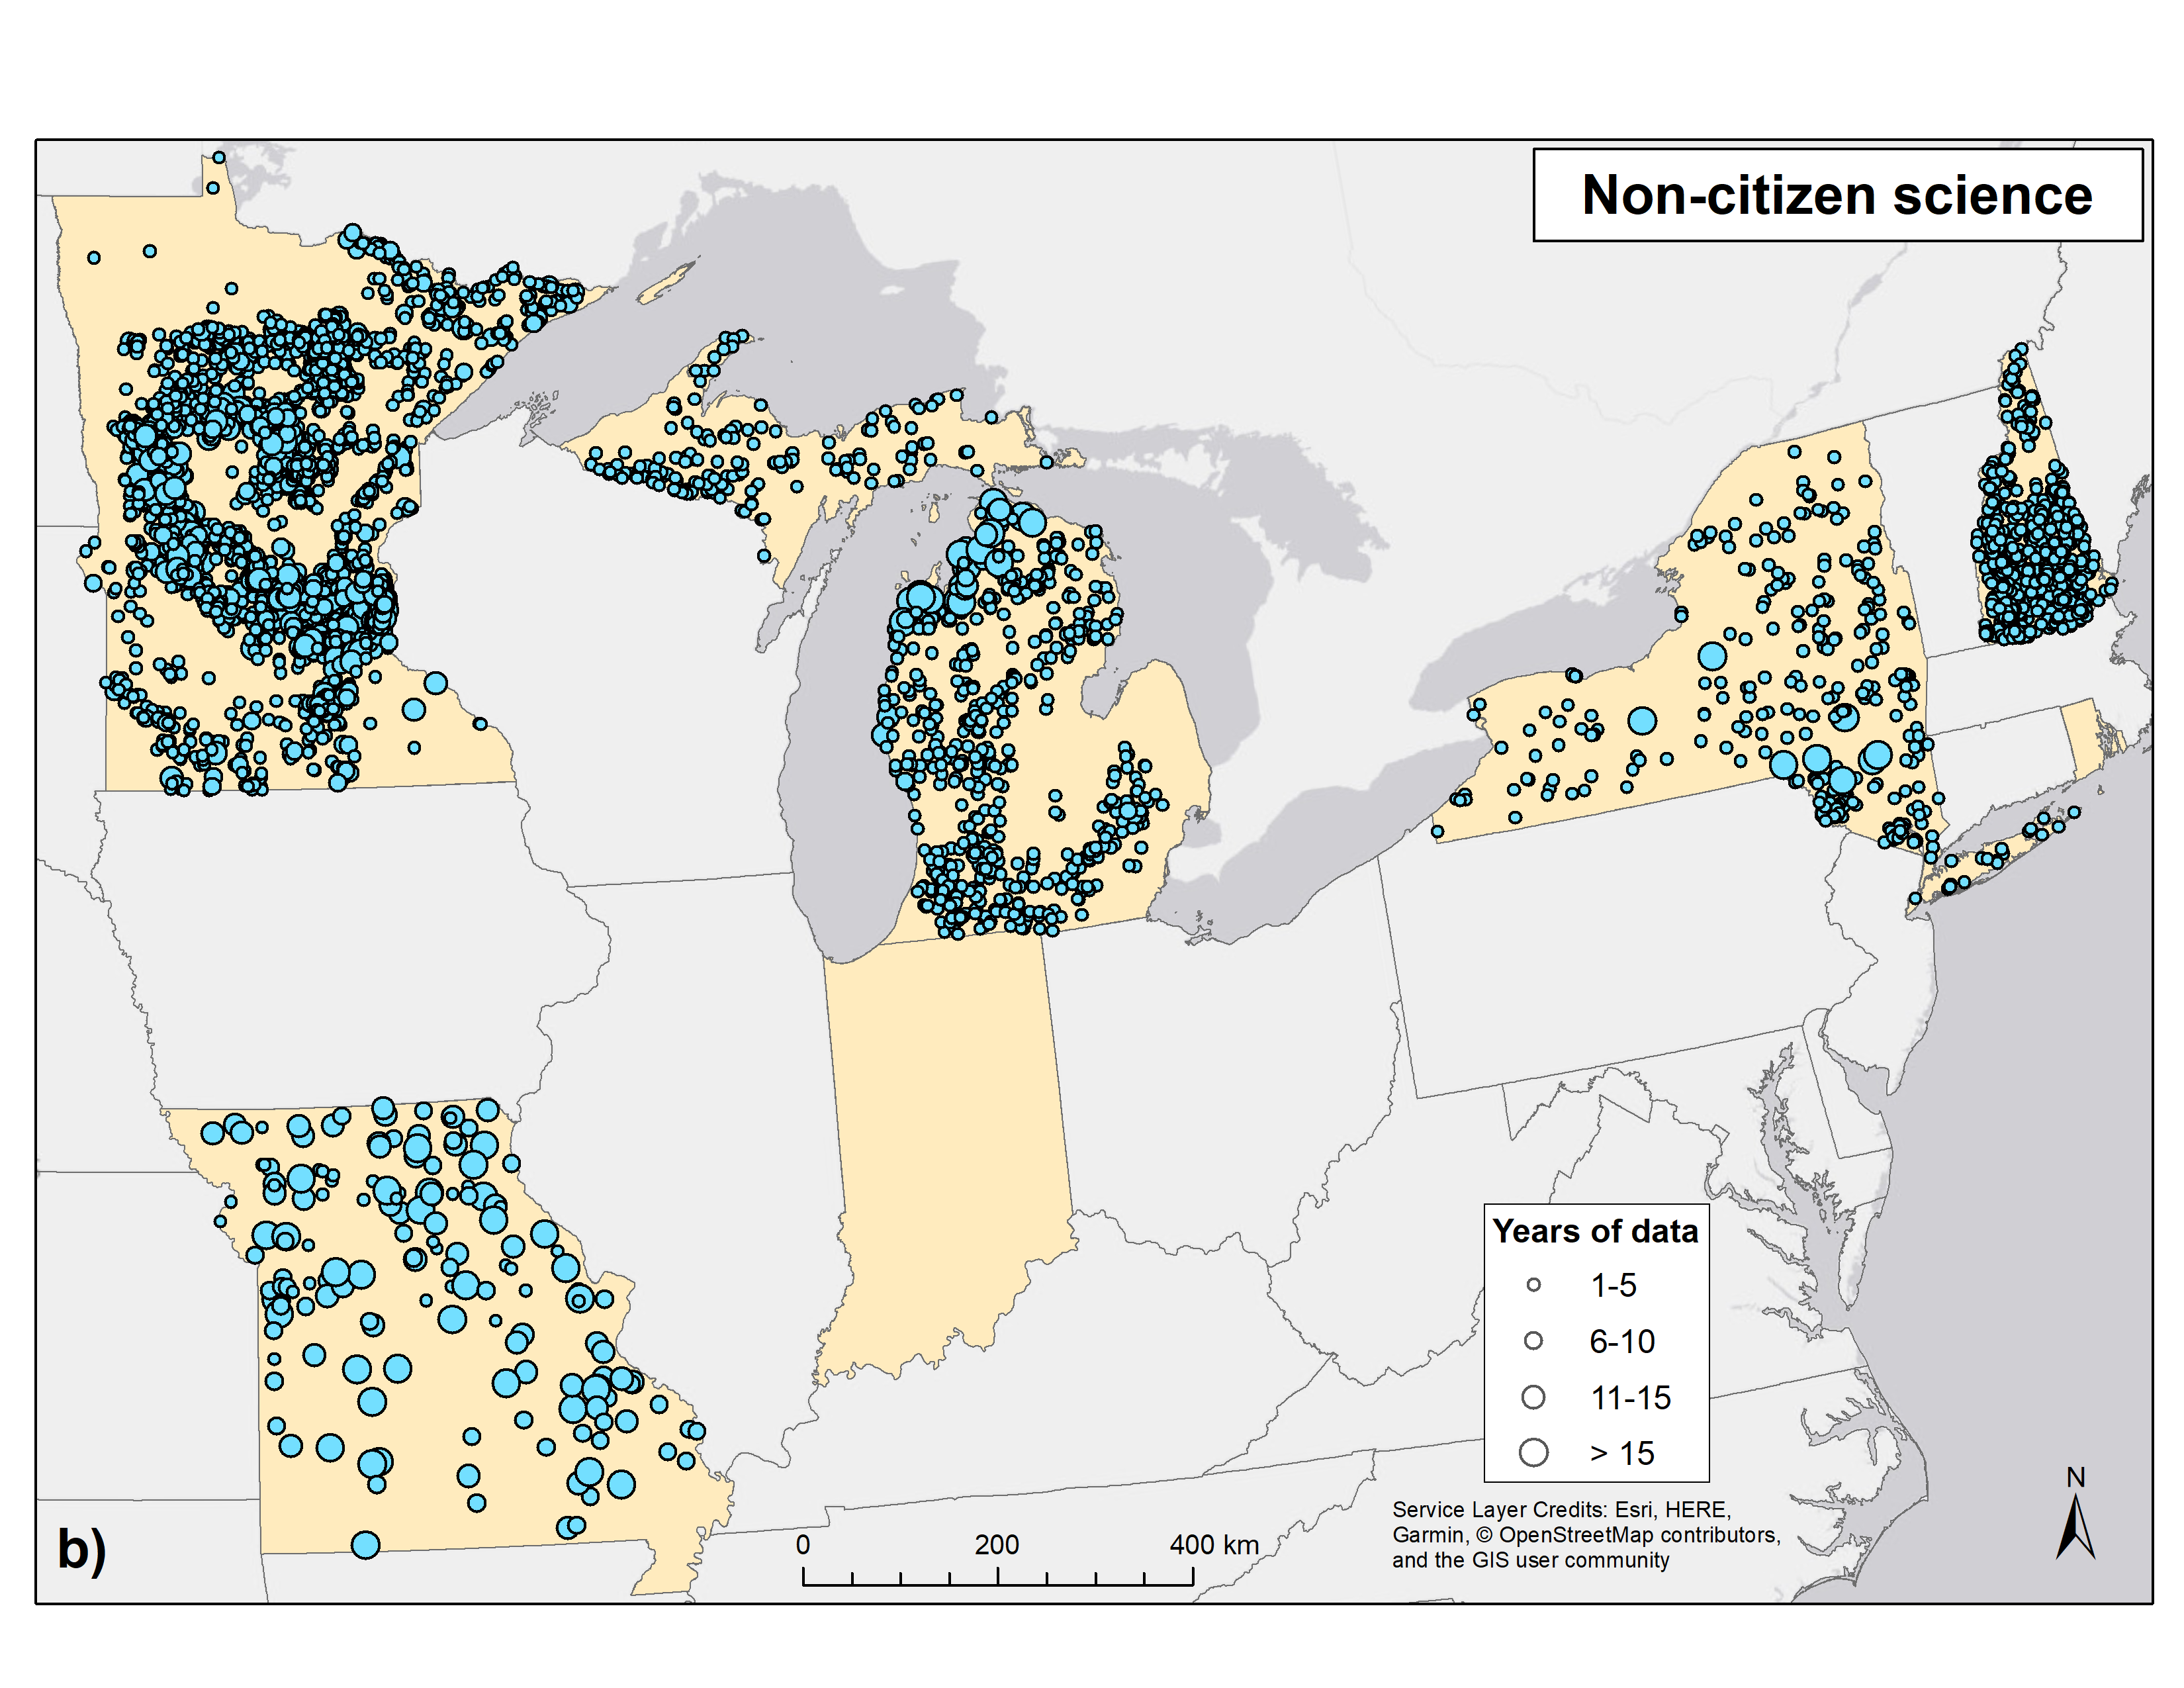 Non-citizen science
Years of data
1-5
6-10
11-15
> 15
N
Service Layer Credits: Esri, HERE,
Garmin, © OpenStreetMap contributors,
and the GIS user community
b)
0 200 400 km